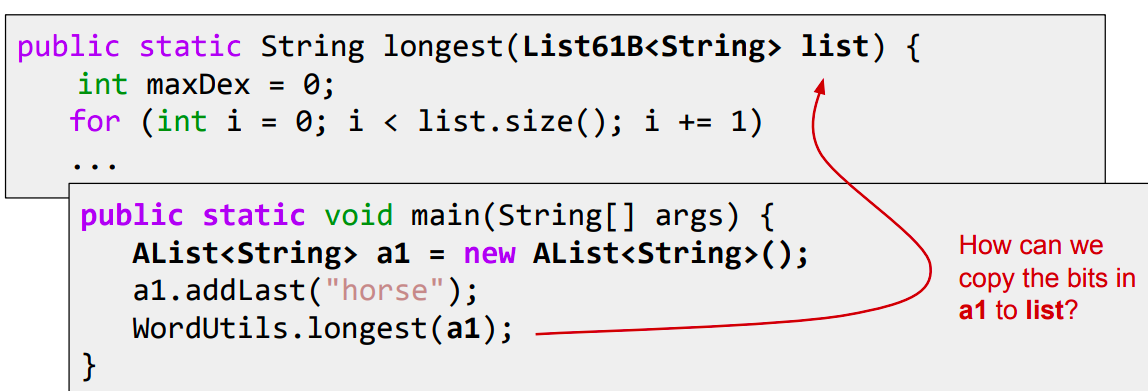 public static String longest(List61B<String> list) {
int maxDex = 0;
for (int i = 0; i < list.size(); i += 1)
...
public static void main(String[] args) {
AList<String> a1 = new AList<String>();
a1.addLast("horse");
WordUtils.longest(a1);
}
How can we
copy the bits in
a1 to list?